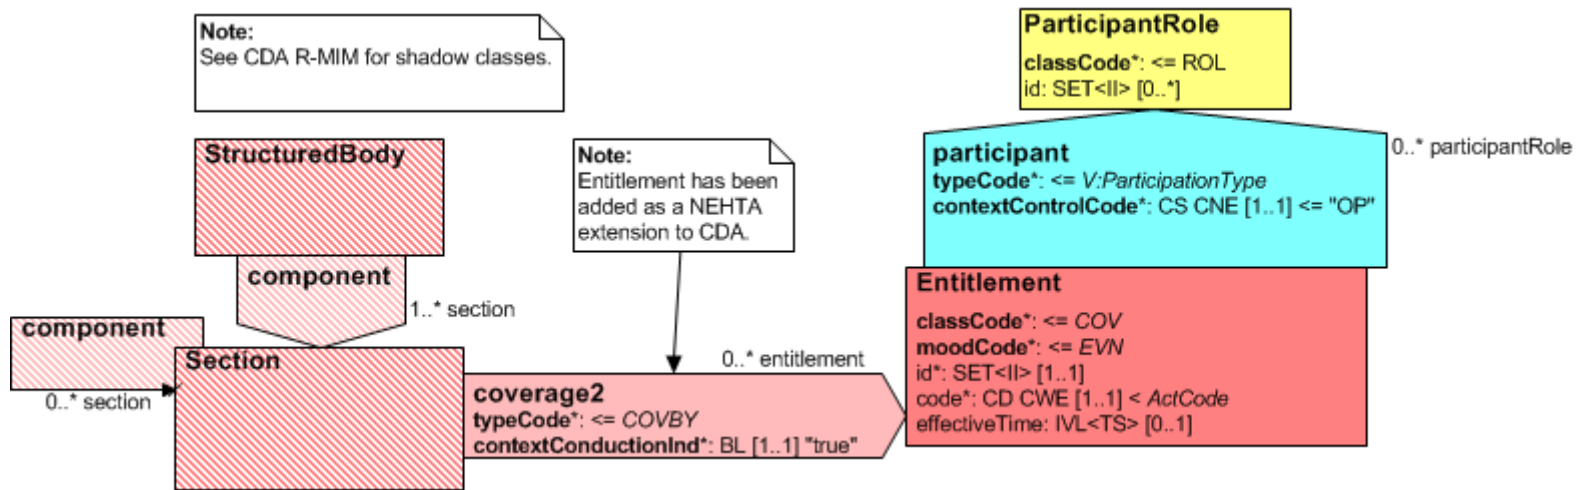 Note:
See CDA R-MIM for shadow classes.
ParticipantRole
classCode*: <= ROL
id: SET<II> [0..*]
StructuredBody
Note:
Entitlement has been
added as a NEHTA
extension to CDA.
participant
typeCode*: <= V:ParticipationType
contextControlCode*: CS CNE [1..1] <= "OP"
0..* participantRole
component
1..* section
component
0..* section
Section
0..* entitlement
coverage2
typeCode*: <= COVBY
contextConductionInd*: BL [1..1] "true"
Entitlement
classCode*: <= COV
moodCode*: <= EVN
id*: SET<II> [1..1]
code*: CD CWE [1..1] < ActCode
effectiveTime: IVL<TS> [0..1]